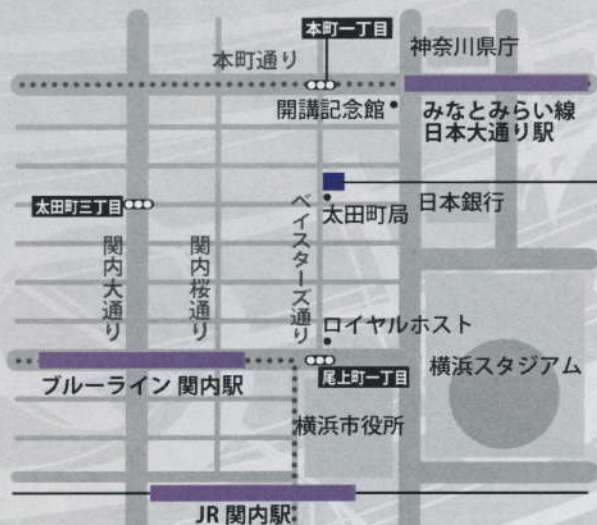 本町一丁目
神奈川県庁
本町通り
開講記念館
みなとみらい線
日本大通り駅
太田町三丁目
太田町局
日本銀行
関内大通り
関内桜通り
ベイスターズ通り
ロイヤルホスト
ブルーライン 関内駅
尾上町一丁目
横浜スタジアム
横浜市役所
JR 関内駅